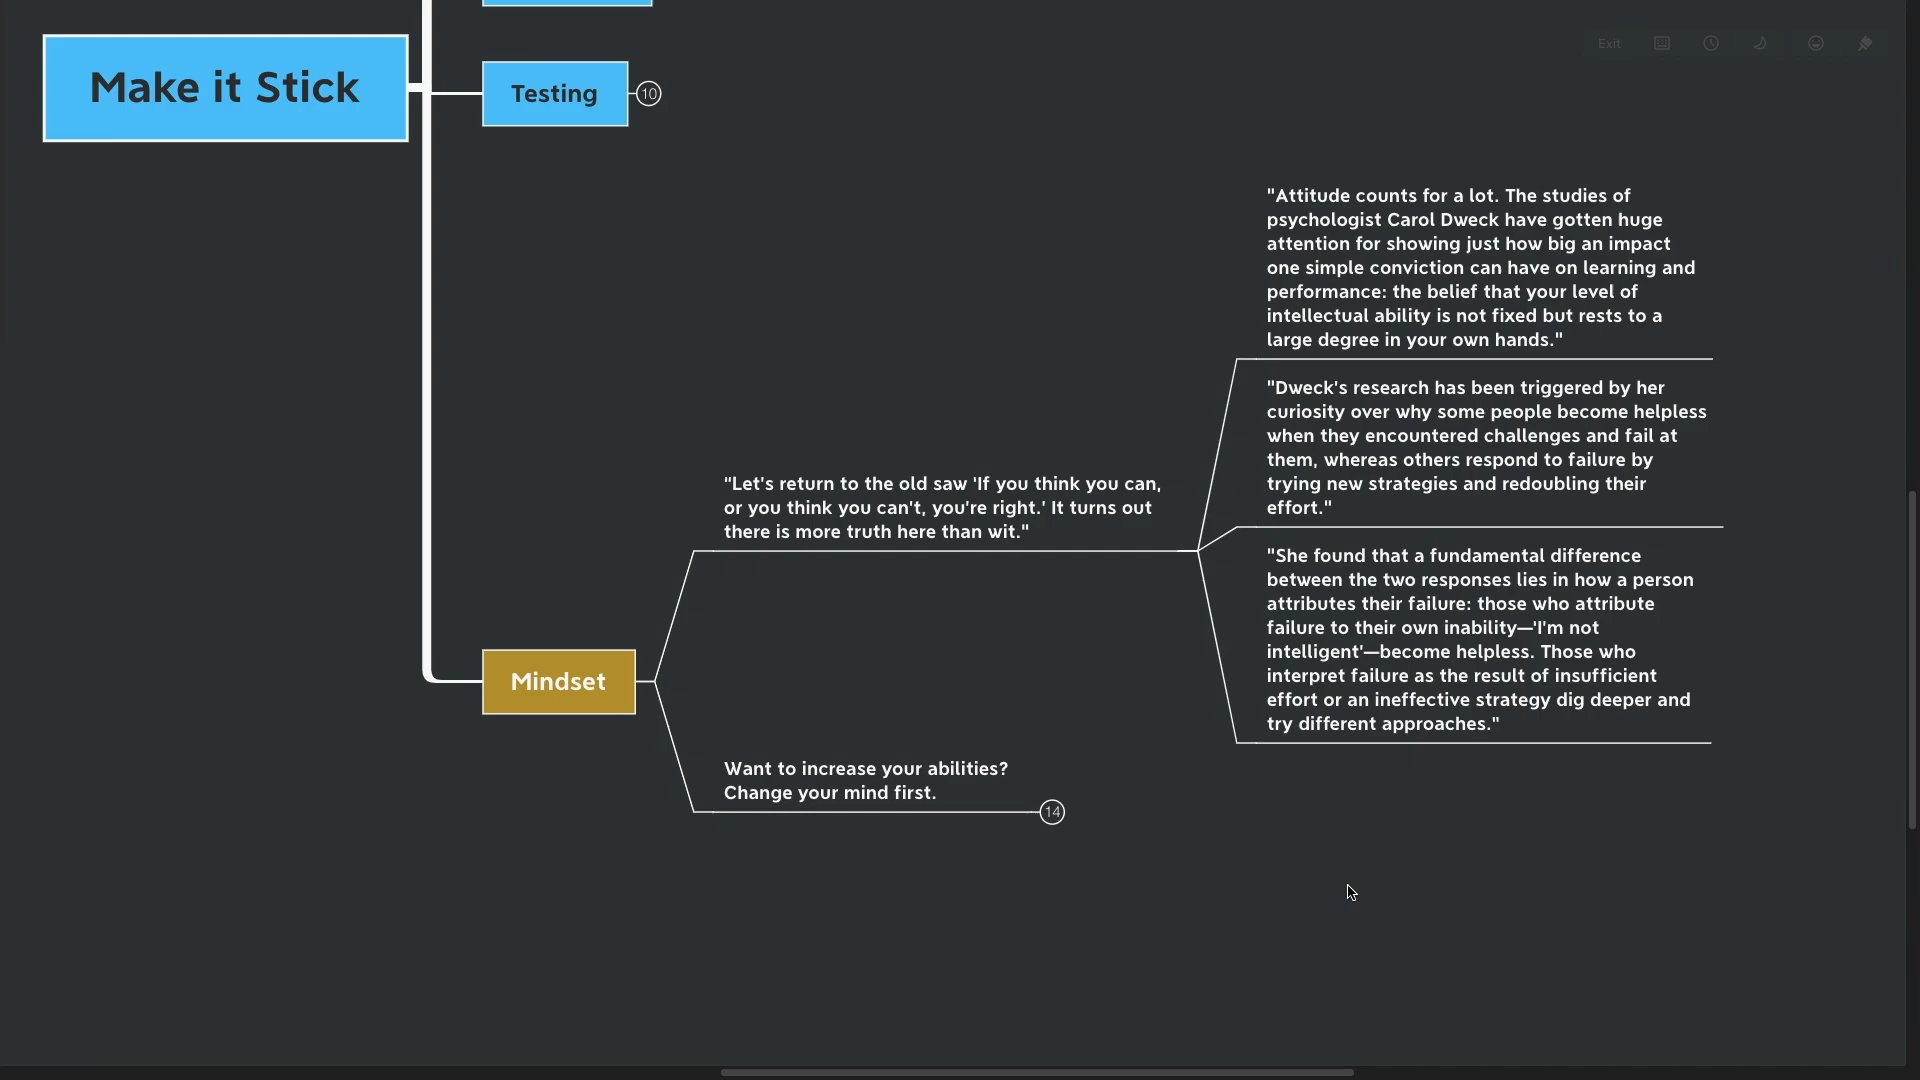 Exit
Make it Stick
Testing
10
"Attitude counts for a lot. The studies of
psychologist Carol Dweck have gotten huge
attention for showing just how big an impact
one simple conviction can have on learning and
performance: the belief that your level of
intellectual ability is not fixed but rests to a
large degree in your own hands."
"Dweck's research has been triggered by her
curiosity over why some people become helpless
when they encountered challenges and fail at
them, whereas others respond to failure by
trying new strategies and redoubling their
effort."
"Let's return to the old saw 'If you think you can,
or you think you can't, you're right.' It turns out
there is more truth here than wit."
"She found that a fundamental difference
between the two responses lies in how a person
attributes their failure: those who attribute
failure to their own inability—'I'm not
intelligent'—become helpless. Those who
interpret failure as the result of insufficient
effort or an ineffective strategy dig deeper and
try different approaches."
Mindset
Want to increase your abilities?
Change your mind first.
14